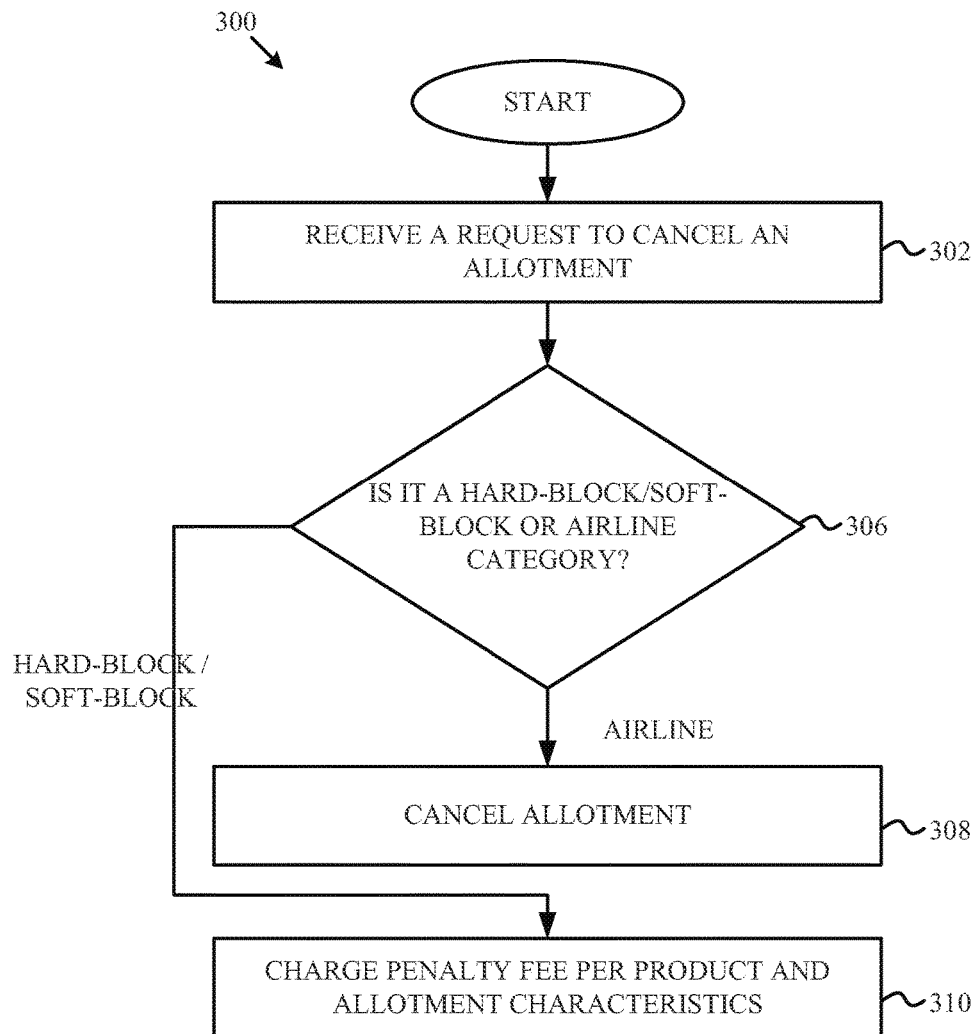 300
START
RECEIVE A REQUEST TO CANCEL AN
ALLOTMENT
302
IS IT A HARD-BLOCK/SOFT-
BLOCK OR AIRLINE
CATEGORY?
306
HARD-BLOCK /
SOFT-BLOCK
AIRLINE
CANCEL ALLOTMENT
308
CHARGE PENALTY FEE PER PRODUCT AND
ALLOTMENT CHARACTERISTICS
310